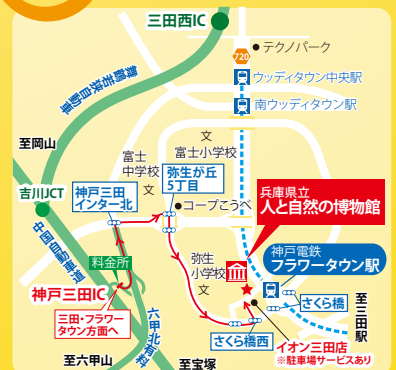 三田西IC
720
テクノパーク
ウッディタウン中央駅
南ウッディタウン駅
舞鶴若狭自動車
至岡山
文
富士小学校
富士
中学校
文
弥生が丘
5丁目
吉川JCT
神戸三田
インター北
コープこうべ
兵庫県立
人と自然の博物館
中国自動車道
料金所
弥生
小学校
文
神戸電鉄
フラワータウン駅
神戸三田IC
さくら橋
三田・フラワー
タウン方面へ
六甲北有料
さくら橋西
イオン三田店
※駐車場サービスあり
至三田駅
至六甲山
至宝塚